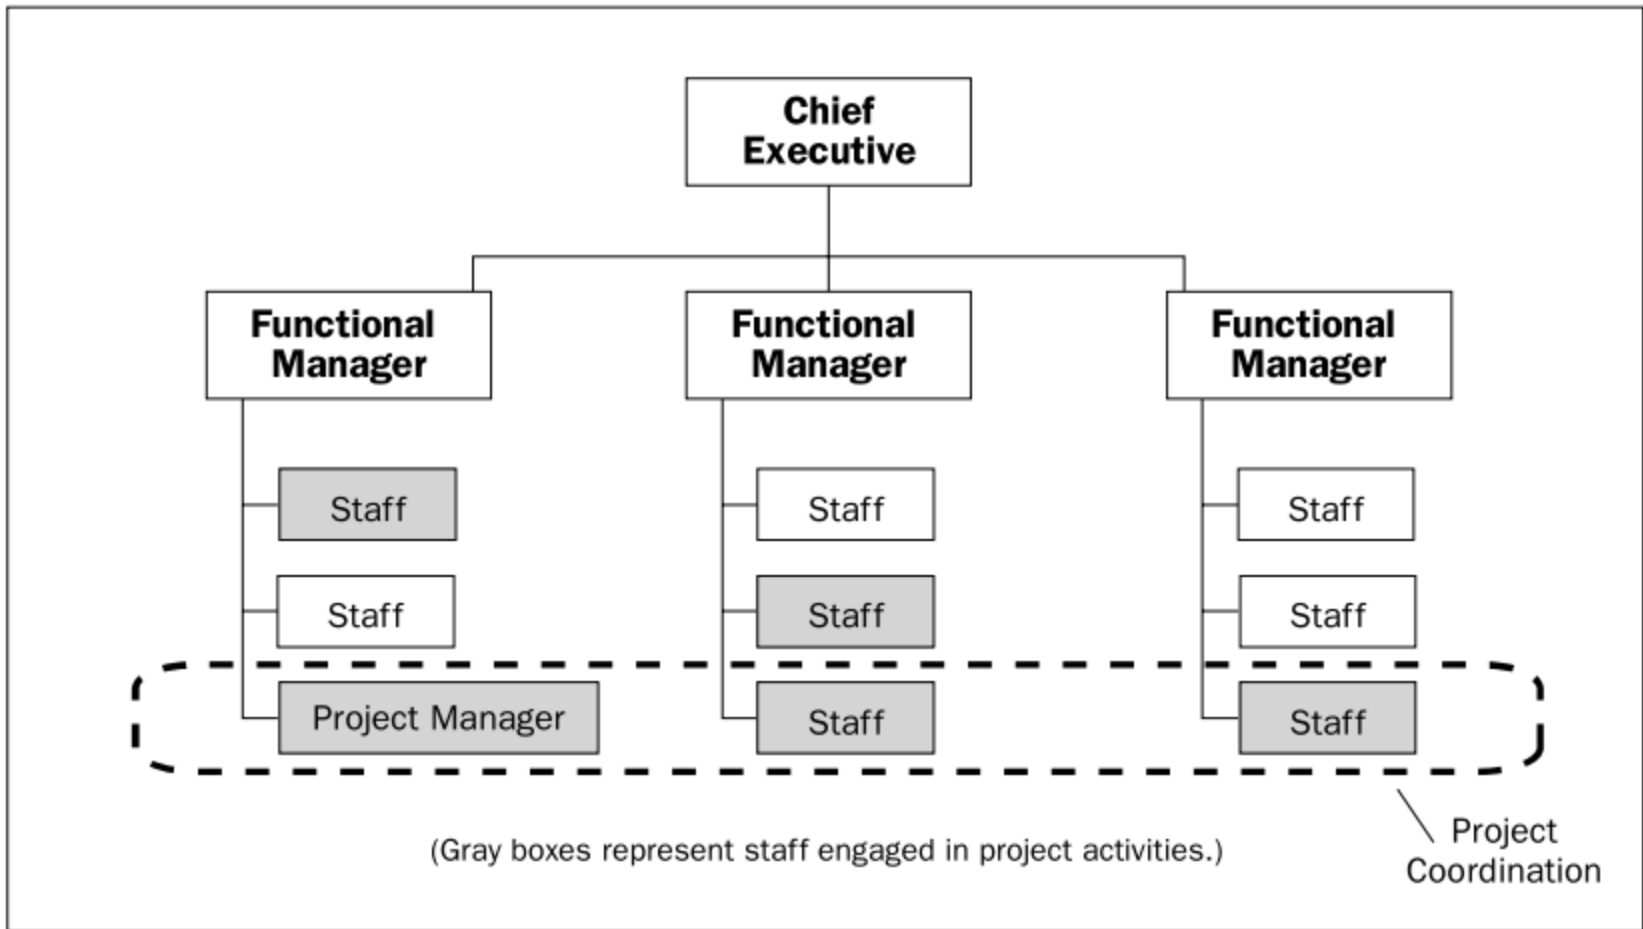 Chief
Executive
Functional
Manager
Functional
Manager
Functional
Manager
Staff
Staff
Staff
Staff
Staff
Staff
Project Manager
Staff
Staff
(Gray boxes represent staff engaged in project activities.)
Project
Coordination